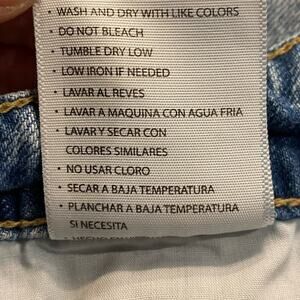 • WASH AND DRY WITH LIKE COLORS
• DO NOT BLEACH
• TUMBLE DRY LOW
• LOW IRON IF NEEDED
• LAVAR AL REVES
• LAVAR A MAQUINA CON AGUA FRIA
• LAVAR Y SECAR CON
COLORES SIMILARES
• NO USAR CLORO
• SECAR A BAJA TEMPERATURA
• PLANCHAR A BAJA TEMPERATURA
SI NECESITA
• HECHO EN